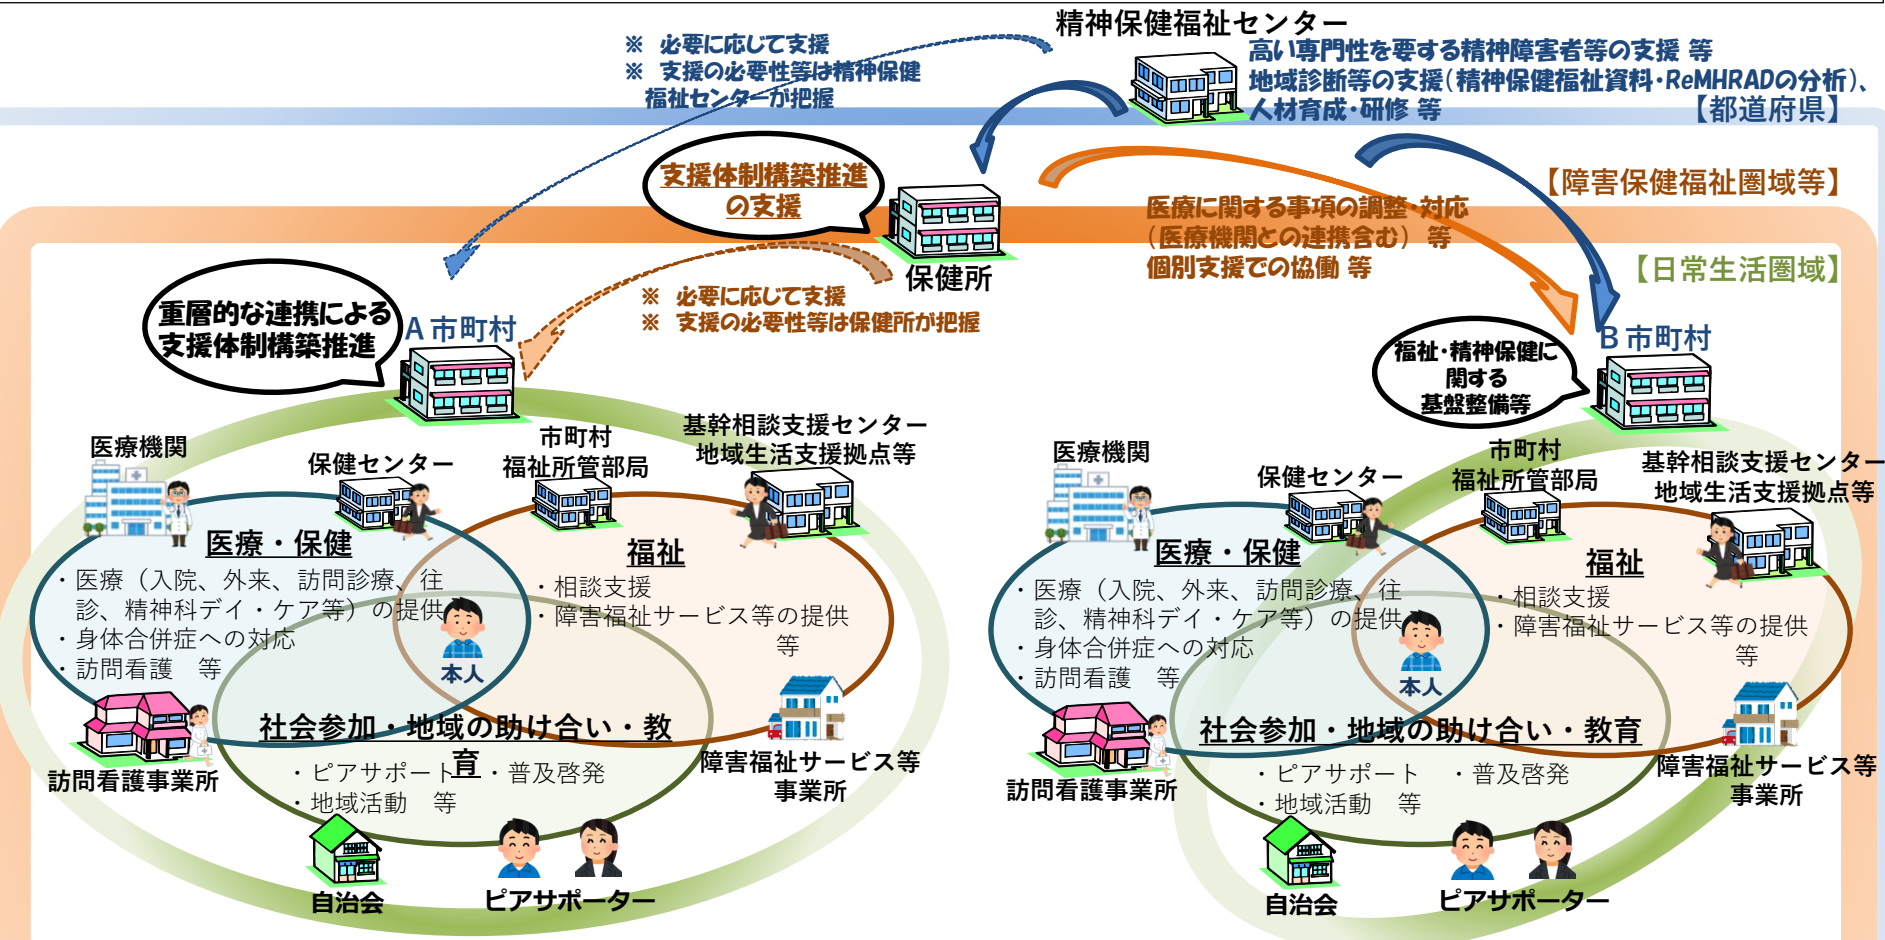 精神保健福祉センター
※ 必要に応じて支援
※ 支援の必要性等は精神保健
福祉センターが把握
高い専門性を要する精神障害者等の支援 等
地域診断等の支援(精神保健福祉資料・ReMHRADの分析)、
人材育成・研修 等
【都道府県】
支援体制構築推進
の支援
保健所
【障害保健福祉圏域等】
医療に関する事項の調整・対応
(医療機関との連携含む) 等
個別支援での協働 等
【日常生活圏域】
※ 必要に応じて支援
※ 支援の必要性等は保健所が把握
重層的な連携による
支援体制構築推進
A市町村
福祉・精神保健に
関する
基盤整備等
B市町村
医療機関
保健センター
市町村
福祉所管部局
基幹相談支援センター
地域生活支援拠点等
医療・保健
・医療（入院、外来、訪問診療、往
診、精神科デイ・ケア等）の提供
・身体合併症への対応
・訪問看護 等
福祉
・相談支援
・障害福祉サービス等の提供
等
本人
社会参加・地域の助け合い・教
育
・ピアサポート ・普及啓発
・地域活動 等
訪問看護事業所
障害福祉サービス等
事業所
自治会
ピアサポーター
医療機関
保健センター
市町村
福祉所管部局
基幹相談支援センター
地域生活支援拠点等
医療・保健
・医療（入院、外来、訪問診療、往
診、精神科デイ・ケア等）の提供
・身体合併症への対応
・訪問看護 等
福祉
・相談支援
・障害福祉サービス等の提供
等
本人
社会参加・地域の助け合い・教育
・ピアサポート ・普及啓発
・地域活動 等
訪問看護事業所
障害福祉サービス等
事業所
自治会
ピアサポーター